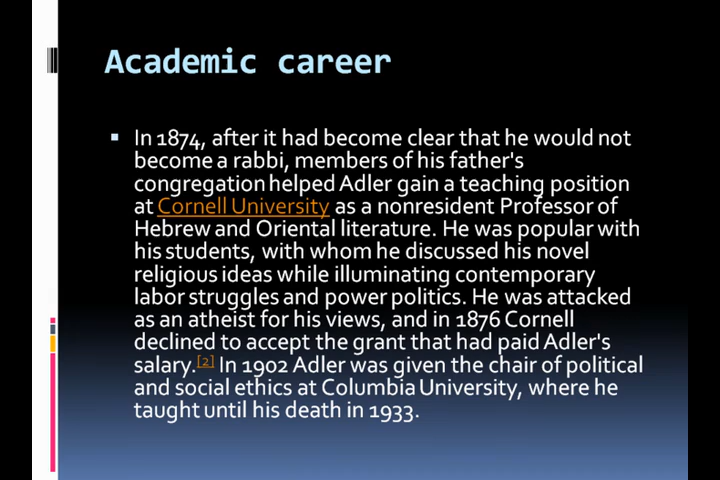 Academic career
In 1874, after it had become clear that he would not
become a rabbi, members of his father's
congregation helped Adler gain a teaching position
at Cornell University as a nonresident Professor of
Hebrew and Oriental literature. He was popular with
his students, with whom he discussed his novel
religious ideas while illuminating contemporary
labor struggles and power politics. He was attacked
as an atheist for his views, and in 1876 Cornell
declined to accept the grant that had paid Adler's
salary.[2] In 1902 Adler was given the chair of political
and social ethics at Columbia University, where he
taught until his death in 1933.